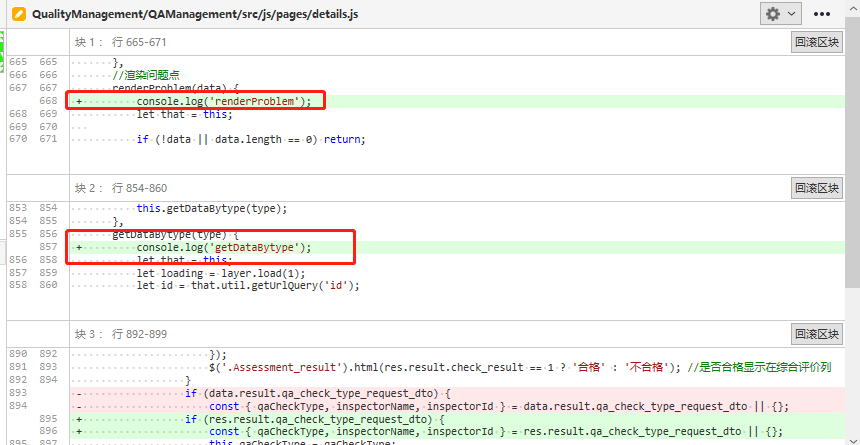 QualityManagement/QAManagement/src/js/pages/details.js
块 1： 行 665-671
回滚区块
665 665 },
666 666 //渲染问题点
667 667 renderProblem(data) {
668 + console.log('renderProblem');
668 669 let that = this;
669 670
670 671 if (!data || data.length == 0) return;
块 2： 行 854-860
回滚区块
853 854 this.getDataBytype(type);
854 855 },
855 856 getDataBytype(type) {
857 + console.log('getDataBytype');
856 858 let that = this;
857 859 let loading = layer.load(1);
858 860 let id = that.util.getUrlQuery('id');
块 3： 行 892-899
回滚区块
890 892 });
891 893 $('.Assessment_result').html(res.result.check_result == 1 ? '合格' : '不合格'); //是否合格显示在综合评价列
892 894 }
893 - if (data.result.qa_check_type_request_dto) {
894 - const { qaCheckType, inspectorName, inspectorId } = data.result.qa_check_type_request_dto || {};
895 + if (res.result.qa_check_type_request_dto) {
896 + const { qaCheckType, inspectorName, inspectorId } = res.result.qa_check_type_request_dto || {};
895 897 this.qaCheckType = qaCheckType;